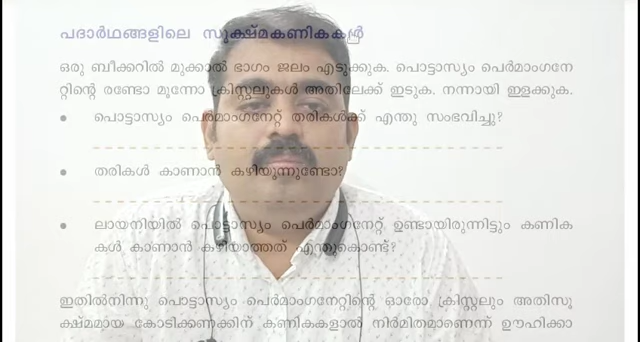 പദാർഥങ്ങളിലെ സൂക്ഷ്മകണികകൾ
ഒരു ബീക്കറിൽ മുക്കാൽ ഭാഗം ജലം എടുക്കുക. പൊട്ടാസ്യം പെർമാംഗനേ
റ്റിന്റെ രണ്ടോ മൂന്നോ ക്രിസ്റ്റലുകൾ അതിലേക്ക് ഇടുക. നന്നായി ഇളക്കുക.
• പൊട്ടാസ്യം പെർമാംഗനേറ്റ് തരികൾക്ക് എന്തു സംഭവിച്ചു?
• തരികൾ കാണാൻ കഴിയുന്നുണ്ടോ?
• ലായനിയിൽ പൊട്ടാസ്യം പെർമാംഗനേറ്റ് ഉണ്ടായിരുന്നിട്ടും കണിക
കൾ കാണാൻ കഴിയാത്തത് എന്തുകൊണ്ട്?
ഇതിൽനിന്നു പൊട്ടാസ്യം പെർമാംഗനേറ്റിന്റെ ഓരോ ക്രിസ്റ്റലും അതിസൂ
ക്ഷ്മമായ കോടിക്കണക്കിന് കണികകളാൽ നിർമിതമാണെന്ന് ഊഹിക്കാ